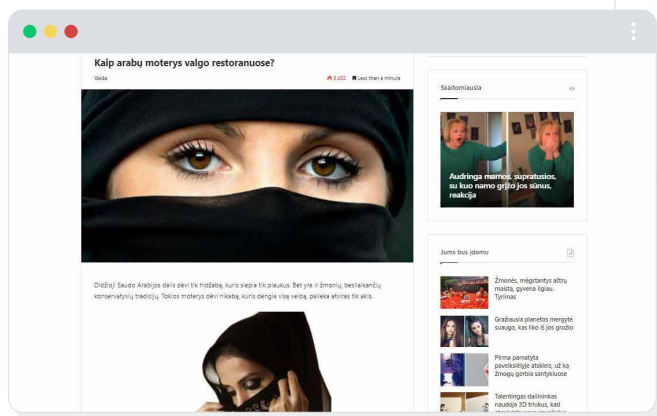 Kaip arabų moterys valgo restoranuose?
Vaida
8 492 Less than a minute
Didžioji Saudo Arabijos dalis dėvi tik hidžabą, kuris slepia tik plaukus. Bet yra ir žmonių, besilaikančių
konservatyvių tradicijų. Tokios moterys dėvi nikabą, kuris dengia visą veidą, palieka atviras tik akis.
Skaitomiausia
Audringa mamos, supratusios,
su kuo namo grįžo jos sūnus,
reakcija
Jums bus įdomu
Žmonės, mėgstantys aštrų
maistą, gyvena ilgiau.
Tyrimas
Gražiausia planetos mergytė
suaugo, kas liko iš jos grožio
Pirma pamatyta
paveikslėlyje atskleis, už ką
žmogų gerbia santykiuose
Talentingas dailininkas
naudoja 3D triukus, kad